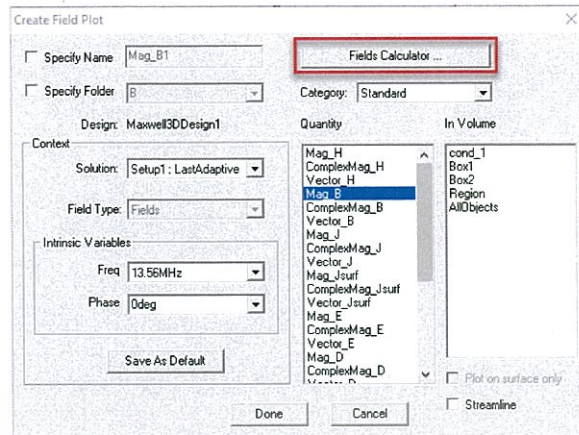 Create Field Plot
Specify Name Mag_B1
Fields Calculator ...
Specify Folder B
Category: Standard
Design: Maxwell3DDesign1
Quantity
In Volume
Context
Solution: Setup1 : LastAdaptive
Field Type: Fields
Intrinsic Variables
Freq 13.56MHz
Phase 0deg
Save As Default
Mag_H
ComplexMag_H
Vector_H
Mag_B
ComplexMag_B
Vector_B
Mag_J
ComplexMag_J
Vector_J
Mag_Jsurf
ComplexMag_Jsurf
Vector_Jsurf
Mag_E
ComplexMag_E
Vector_E
Mag_D
ComplexMag_D
cond_1
Box1
Box2
Region
AllObjects
Plot on surface only
Streamline
Done
Cancel